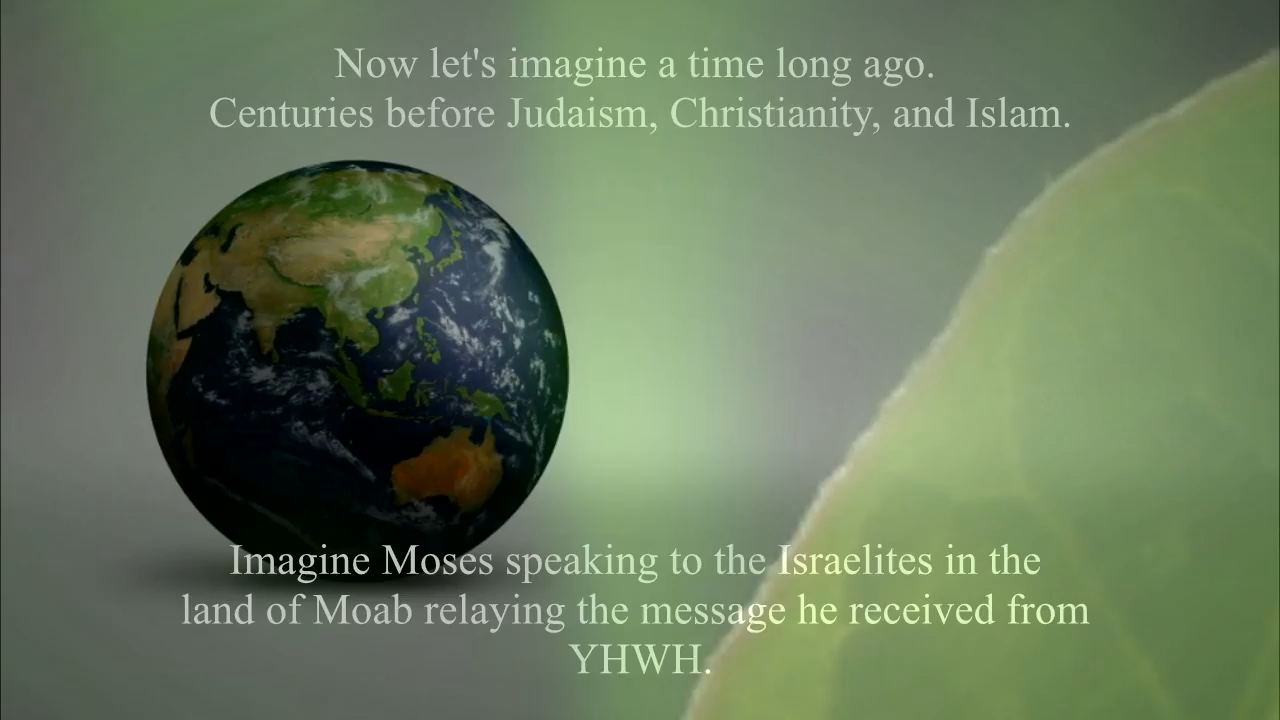 Now let's imagine a time long ago.
Centuries before Judaism, Christianity, and Islam.
Imagine Moses speaking to the Israelites in the
land of Moab relaying the message he received from
YHWH.